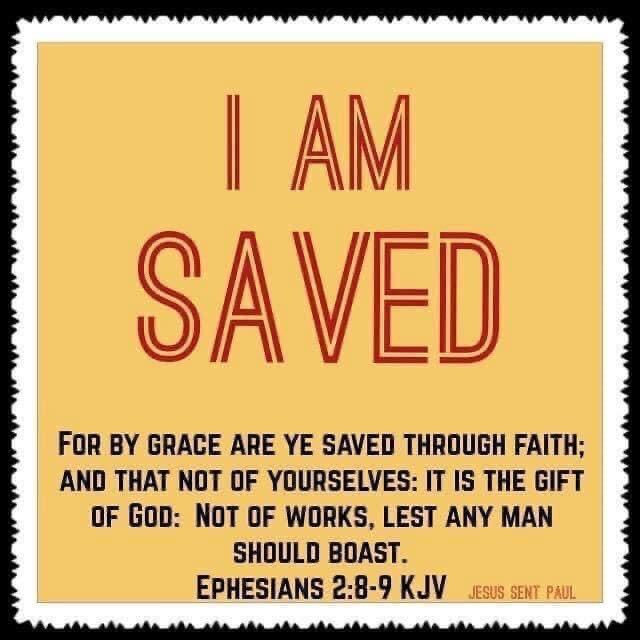 I AM
SAVED
FOR BY GRACE ARE YE SAVED THROUGH FAITH;
AND THAT NOT OF YOURSELVES: IT IS THE GIFT
OF GOD: NOT OF WORKS, LEST ANY MAN
SHOULD BOAST.
EPHESIANS 2:8-9 KJV JESUS SENT PAUL